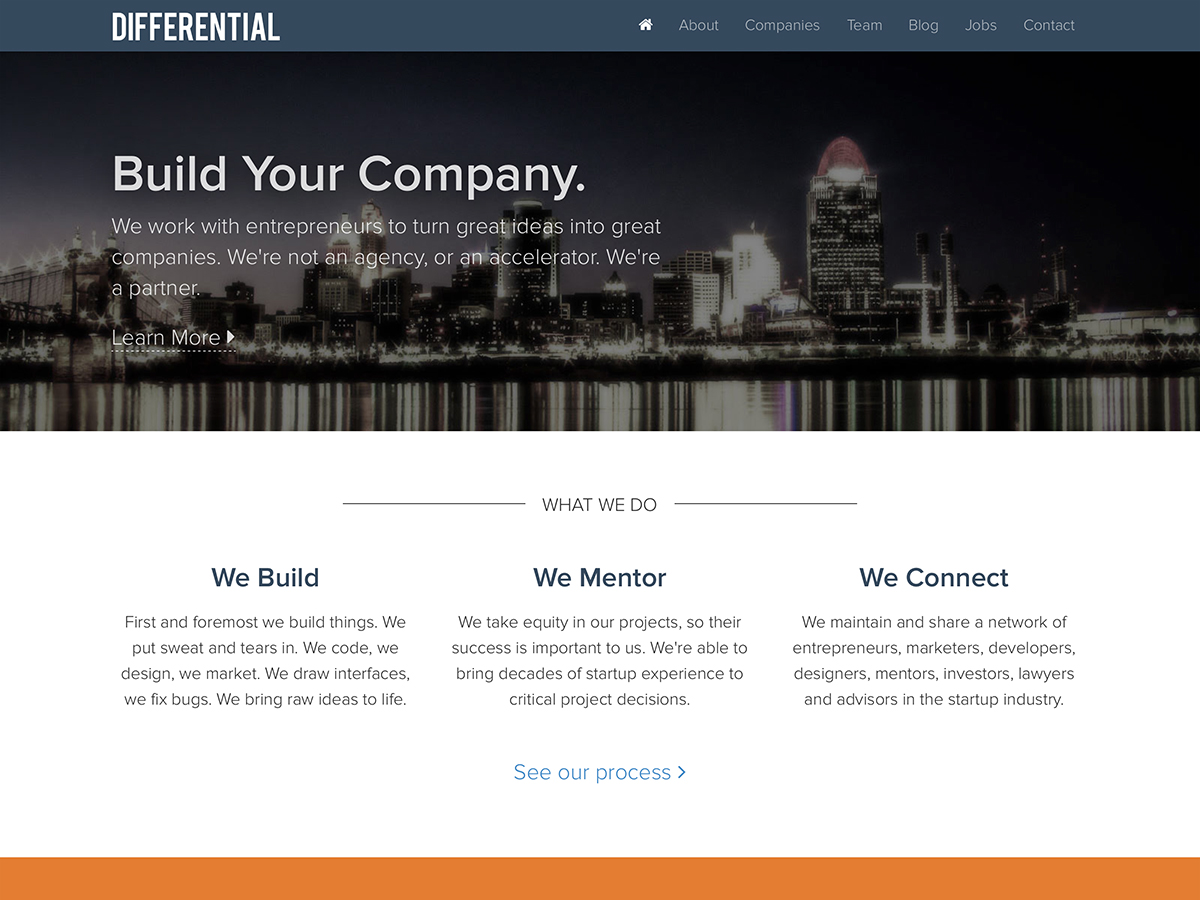 DIFFERENTIAL
About Companies Team Blog Jobs Contact
Build Your Company.
We work with entrepreneurs to turn great ideas into great
companies. We're not an agency, or an accelerator. We're
a partner.
Learn More
WHAT WE DO
We Build
First and foremost we build things. We
put sweat and tears in. We code, we
design, we market. We draw interfaces,
we fix bugs. We bring raw ideas to life.
We Mentor
We take equity in our projects, so their
success is important to us. We're able to
bring decades of startup experience to
critical project decisions.
We Connect
We maintain and share a network of
entrepreneurs, marketers, developers,
designers, mentors, investors, lawyers
and advisors in the startup industry.
See our process